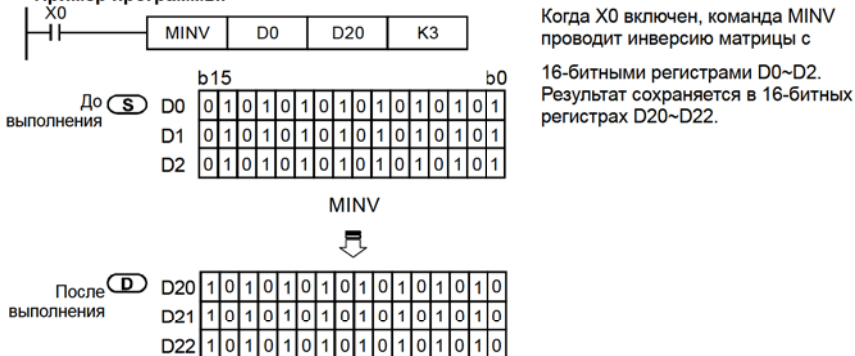 X0
MINV D0 D20 K3
Когда X0 включен, команда MINV
проводит инверсию матрицы с
16-битными регистрами D0~D2.
Результат сохраняется в 16-битных
регистрах D20~D22.
b15 b0
До S D0 0 1 0 1 0 1 0 1 0 1 0 1 0 1 0 1
выполнения
D1 0 1 0 1 0 1 0 1 0 1 0 1 0 1 0 1
D2 0 1 0 1 0 1 0 1 0 1 0 1 0 1 0 1
MINV
После D D20 1 0 1 0 1 0 1 0 1 0 1 0 1 0 1 0
выполнения
D21 1 0 1 0 1 0 1 0 1 0 1 0 1 0 1 0
D22 1 0 1 0 1 0 1 0 1 0 1 0 1 0 1 0